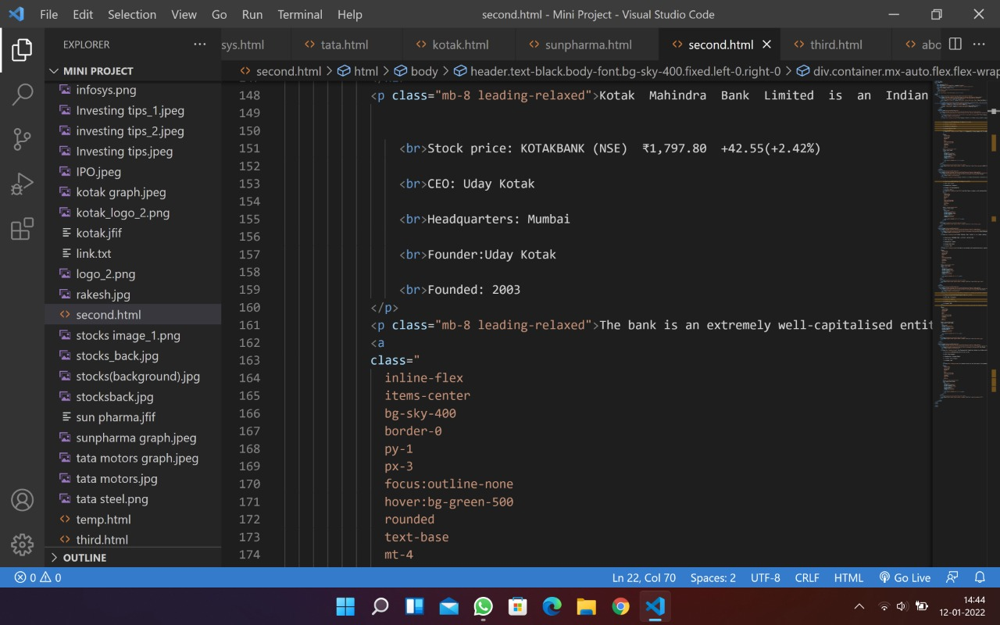 File Edit Selection View Go Run Terminal Help second.html - Mini Project - Visual Studio Code
EXPLORER
sys.html tata.html kotak.html sunpharma.html second.html third.html abo
MINI PROJECT
second.html > html > body > header.text-black.body-font.bg-sky-400.fixed.left-0.right-0 > div.container.mx-auto.flex.flex-wrap
infosys.png
Investing tips_1.jpeg
investing tips_2.jpeg
Investing tips.jpeg
IPO.jpeg
kotak graph.jpeg
kotak_logo_2.png
kotak.jfif
link.txt
logo_2.png
rakesh.jpg
second.html
stocks image_1.png
stocks_back.jpg
stocks(background).jpg
stocksback.jpg
sun pharma.jfif
sunpharma graph.jpeg
tata motors graph.jpeg
tata motors.jpg
tata steel.png
temp.html
third.html
OUTLINE
148 <p class="mb-8 leading-relaxed">Kotak Mahindra Bank Limited is an Indian
149
150
151 <br>Stock price: KOTAKBANK (NSE) ₹1,797.80 +42.55(+2.42%)
152
153 <br>CEO: Uday Kotak
154
155 <br>Headquarters: Mumbai
156
157 <br>Founder:Uday Kotak
158
159 <br>Founded: 2003
160 </p>
161 <p class="mb-8 leading-relaxed">The bank is an extremely well-capitalised entit
162 <a
163 class="
164 inline-flex
165 items-center
166 bg-sky-400
167 border-0
168 py-1
169 px-3
170 focus:outline-none
171 hover:bg-green-500
172 rounded
173 text-base
174 mt-4
0 0 Ln 22, Col 70 Spaces: 2 UTF-8 CRLF HTML Go Live
14:44
12-01-2022